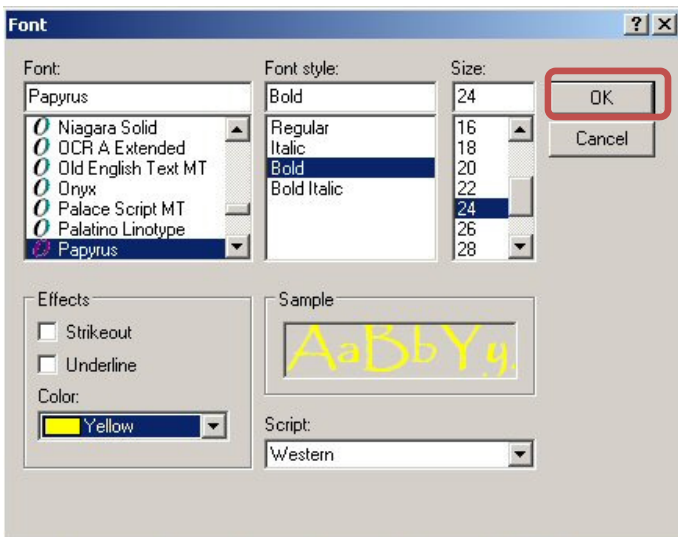 Font
Font:
Papyrus
Niagara Solid
OCR A Extended
Old English Text MT
Onyx
Palace Script MT
Palatino Linotype
Papyrus
Font style:
Bold
Regular
Italic
Bold
Bold Italic
Size:
24
16
18
20
22
24
26
28
OK
Cancel
Effects
Strikeout
Underline
Color:
Yellow
Sample
AaBbYy
Script:
Western